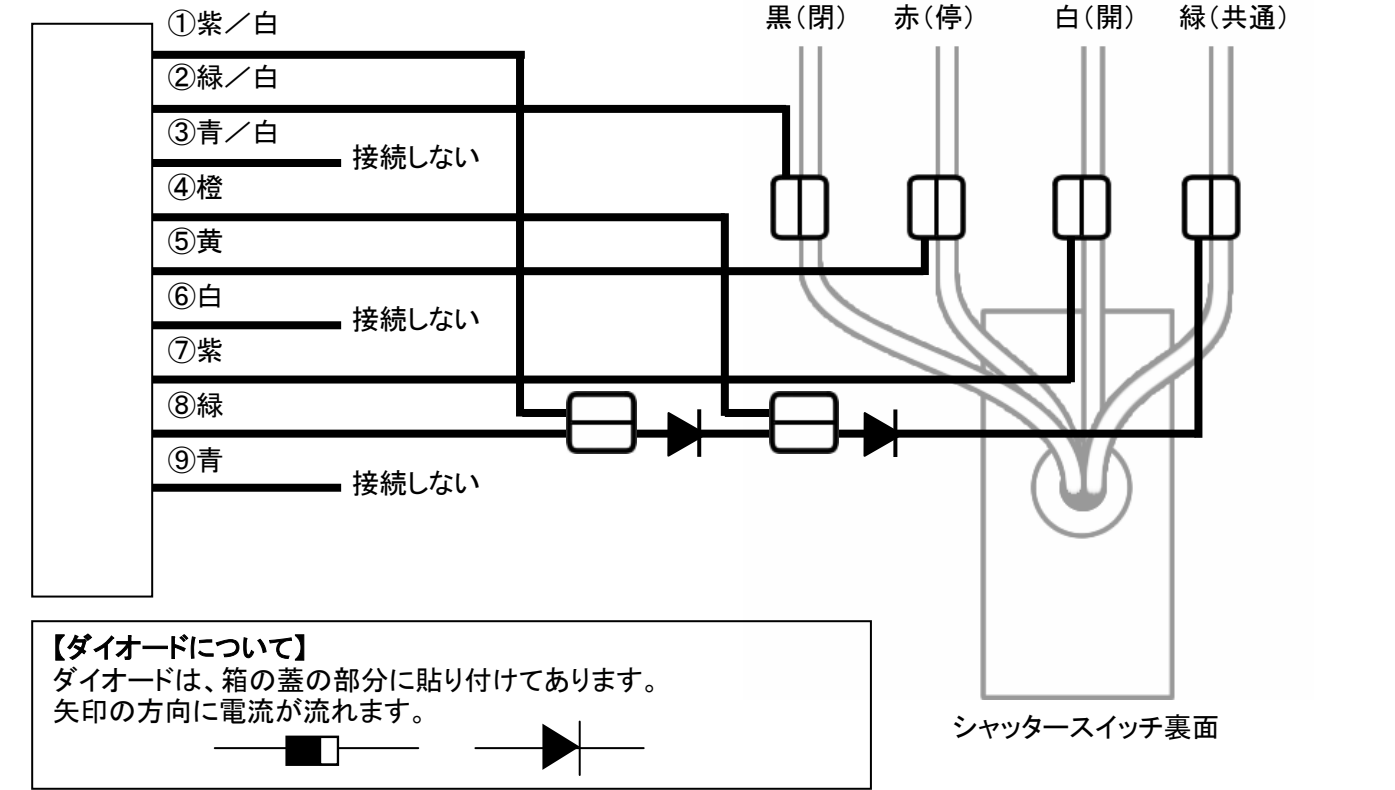 黒（閉）
赤（停）
白（開）
緑（共通）
①紫／白
②緑／白
③青／白
接続しない
④橙
⑤黄
⑥白
接続しない
⑦紫
⑧緑
⑨青
接続しない
【ダイオードについて】
ダイオードは、箱の蓋の部分に貼り付けてあります。
矢印の方向に電流が流れます。
シャッタースイッチ裏面